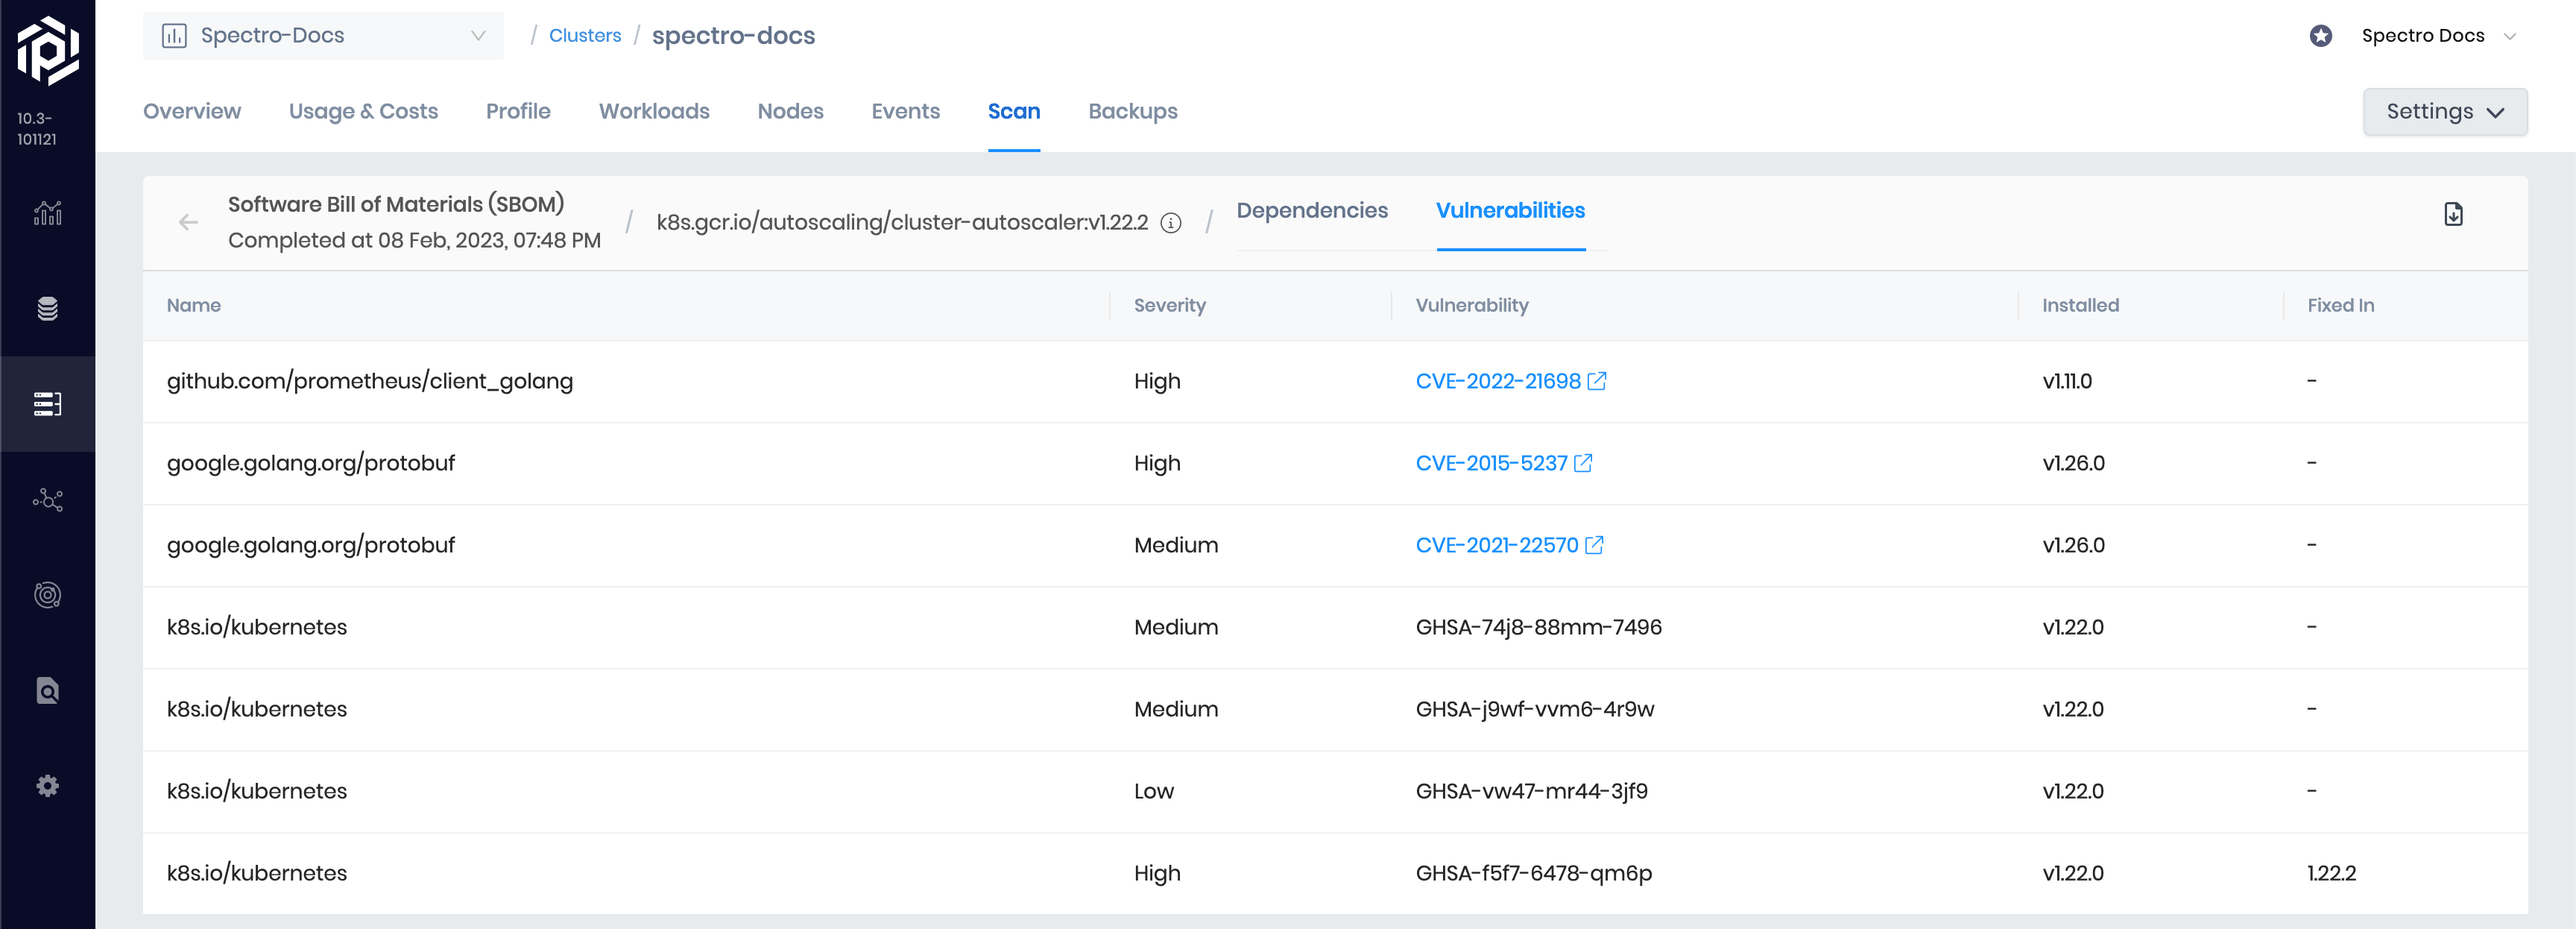 10.3-
101121
Spectro-Docs
/ Clusters / spectro-docs
Spectro Docs
Overview Usage & Costs Profile Workloads Nodes Events Scan Backups
Settings
Software Bill of Materials (SBOM)
Completed at 08 Feb, 2023, 07:48 PM
/ k8s.gcr.io/autoscaling/cluster-autoscaler:v1.22.2 /
Dependencies Vulnerabilities
Name Severity Vulnerability Installed Fixed In
github.com/prometheus/client_golang High CVE-2022-21698 v1.11.0 -
google.golang.org/protobuf High CVE-2015-5237 v1.26.0 -
google.golang.org/protobuf Medium CVE-2021-22570 v1.26.0 -
k8s.io/kubernetes Medium GHSA-74j8-88mm-7496 v1.22.0 -
k8s.io/kubernetes Medium GHSA-j9wf-vvm6-4r9w v1.22.0 -
k8s.io/kubernetes Low GHSA-vw47-mr44-3jf9 v1.22.0 -
k8s.io/kubernetes High GHSA-f5f7-6478-qm6p v1.22.0 1.22.2